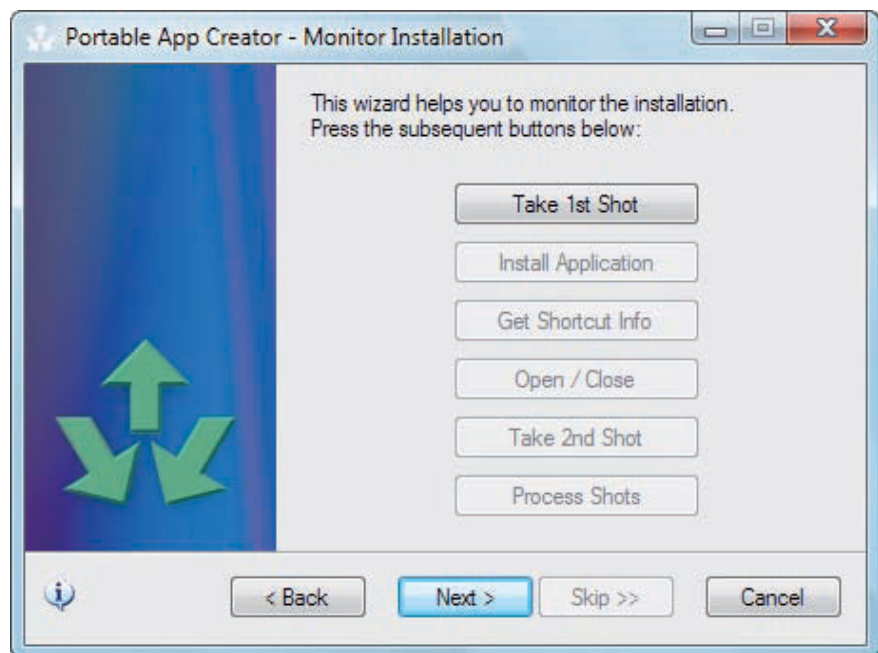 Portable App Creator - Monitor Installation
This wizard helps you to monitor the installation.
Press the subsequent buttons below:
Take 1st Shot
Install Application
Get Shortcut Info
Open / Close
Take 2nd Shot
Process Shots
< Back Next > Skip >> Cancel